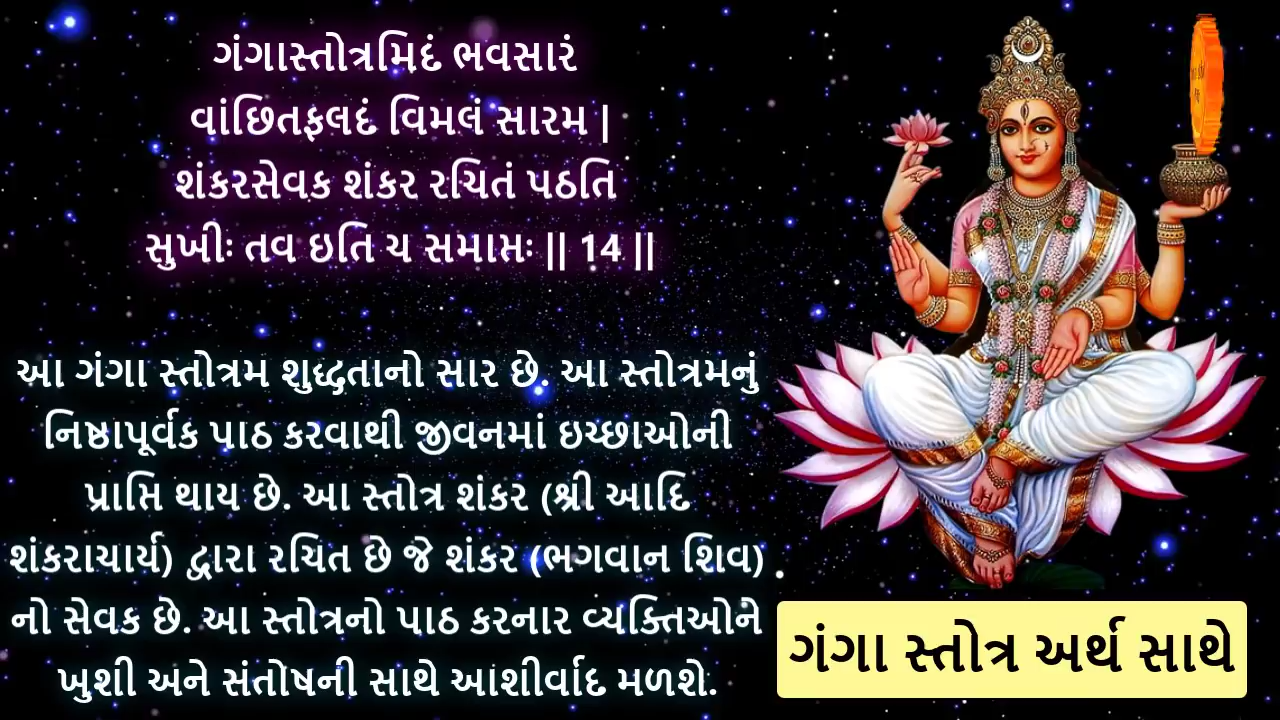 ગંગાસ્તોત્રમિદં ભવસારં
વાંછિતફલદં વિમલં સારમ |
શંકરસેવક શંકર રચિતં પઠતિ
સુખીઃ તવ ઇતિ ચ સમાપ્તઃ || 14 ||
આ ગંગા સ્તોત્રમ શુદ્ધતાનો સાર છે. આ સ્તોત્રમનું
નિષ્ઠાપૂર્વક પાઠ કરવાથી જીવનમાં ઇચ્છાઓની
પ્રાપ્તિ થાય છે. આ સ્તોત્ર શંકર (શ્રી આદિ
શંકરાચાર્ય) દ્વારા રચિત છે જે શંકર (ભગવાન શિવ)
નો સેવક છે. આ સ્તોત્રનો પાઠ કરનાર વ્યક્તિઓને
ખુશી અને સંતોષની સાથે આશીર્વાદ મળશે.
ગંગા સ્તોત્ર અર્થ સાથે